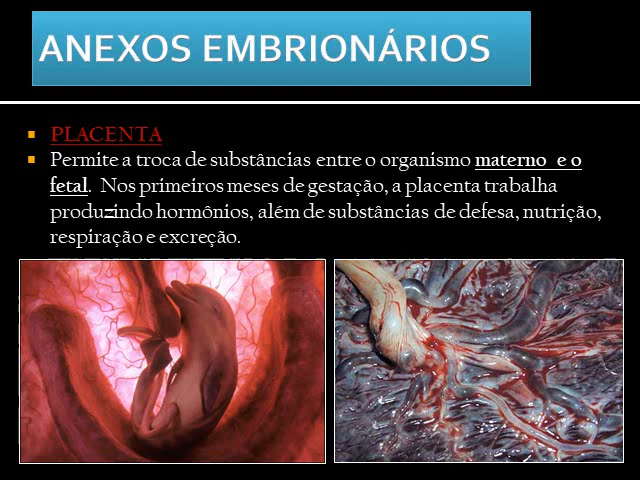 ANEXOS EMBRIONÁRIOS
PLACENTA
Permite a troca de substâncias entre o organismo materno e o
fetal. Nos primeiros meses de gestação, a placenta trabalha
produzindo hormônios, além de substâncias de defesa, nutrição,
respiração e excreção.